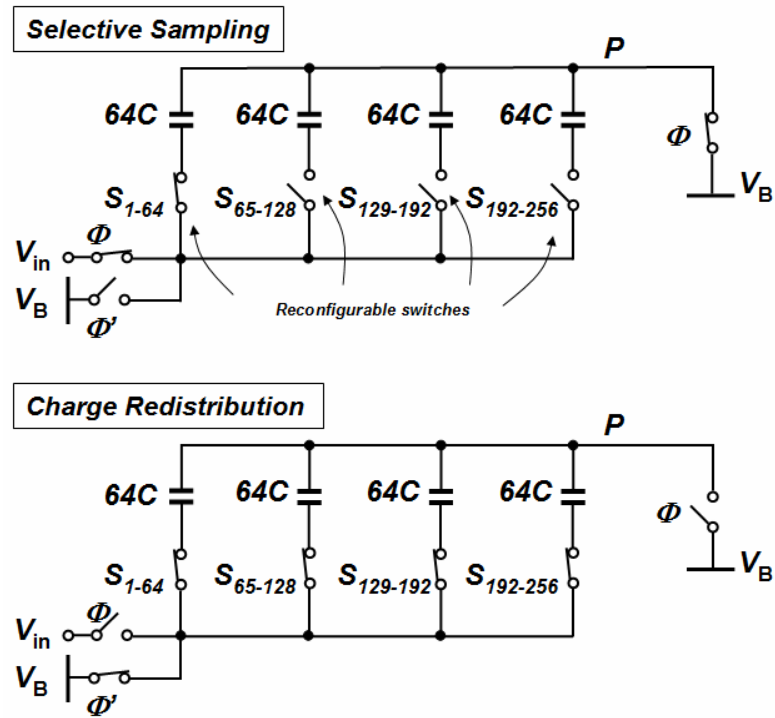 Selective Sampling
P
64C 64C 64C 64C
Φ
S1-64 S65-128 S129-192 S192-256
VB
Φ
Vin
VB
Φ’
Reconfigurable switches
Charge Redistribution
P
64C 64C 64C 64C
Φ
S1-64 S65-128 S129-192 S192-256
VB
Φ
Vin
VB
Φ’